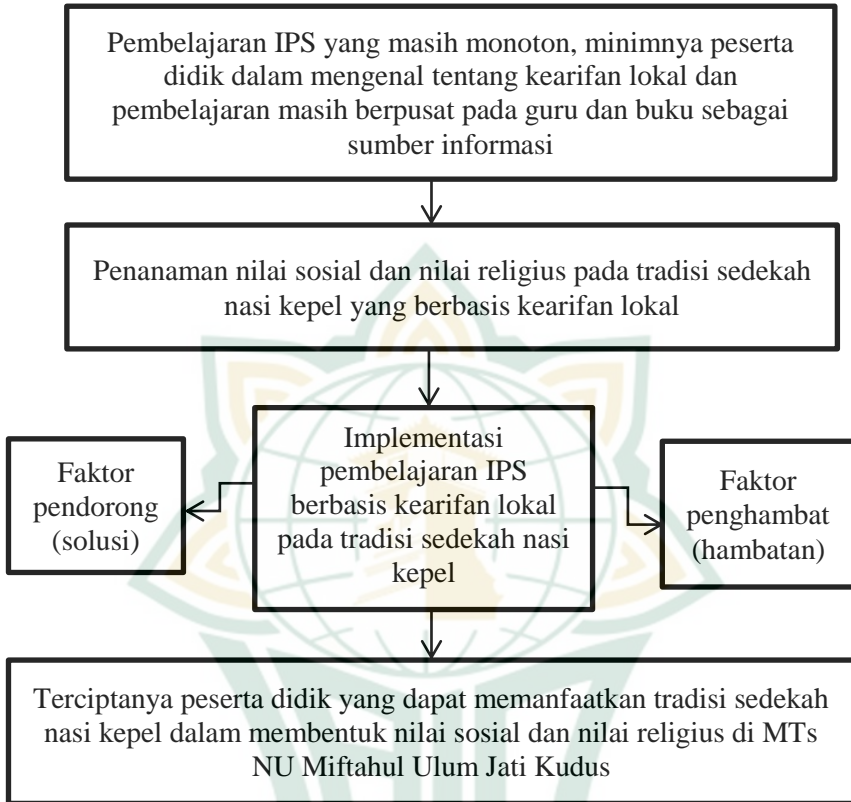 Pembelajaran IPS yang masih monoton, minimnya peserta
didik dalam mengenal tentang kearifan lokal dan
pembelajaran masih berpusat pada guru dan buku sebagai
sumber informasi
Penanaman nilai sosial dan nilai religius pada tradisi sedekah
nasi kepel yang berbasis kearifan lokal
Faktor
pendorong
(solusi)
Implementasi
pembelajaran IPS
berbasis kearifan lokal
pada tradisi sedekah nasi
kepel
Faktor
penghambat
(hambatan)
Terciptanya peserta didik yang dapat memanfaatkan tradisi sedekah
nasi kepel dalam membentuk nilai sosial dan nilai religius di MTs
NU Miftahul Ulum Jati Kudus